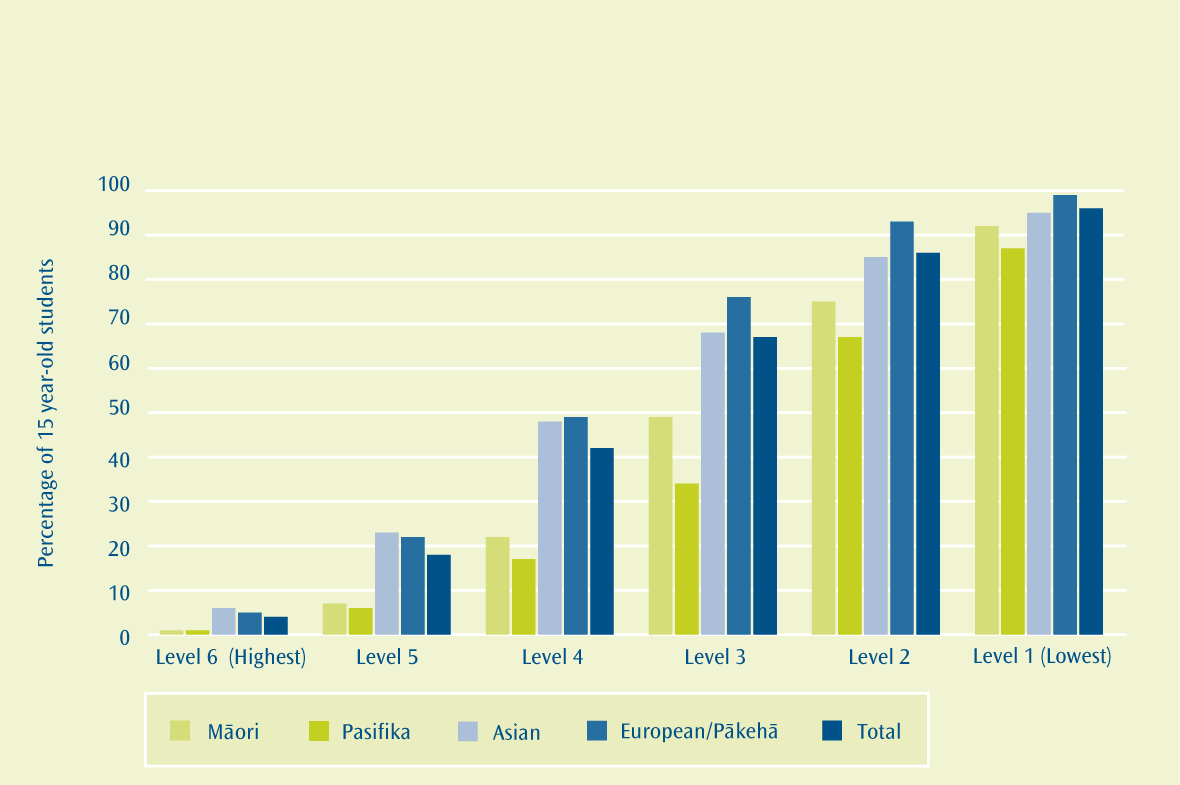 Percentage of 15 year-old students
100
90
80
70
60
50
40
30
20
10
0
Level 6 (Highest)
Level 5
Level 4
Level 3
Level 2
Level 1 (Lowest)
Māori
Pasifika
Asian
European/Pākehā
Total